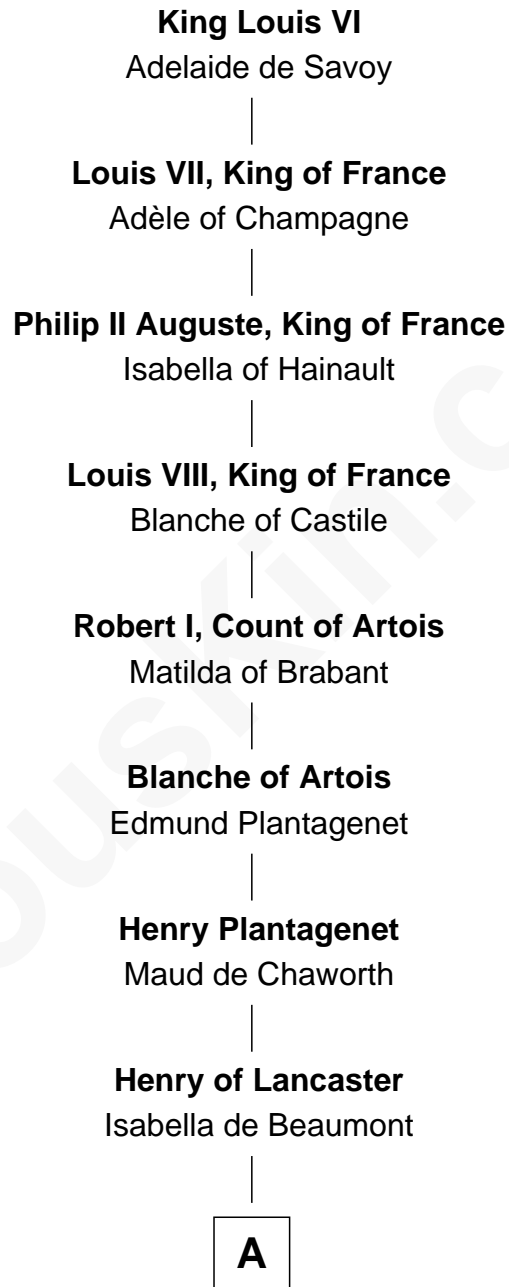 King Louis VI
Adelaide de Savoy
Louis VII, King of France
Adèle of Champagne
Philip II Auguste, King of France
Isabella of Hainault
Louis VIII, King of France
Blanche of Castile
Robert I, Count of Artois
Matilda of Brabant
Blanche of Artois
Edmund Plantagenet
Henry Plantagenet
Maud de Chaworth
Henry of Lancaster
Isabella de Beaumont
A